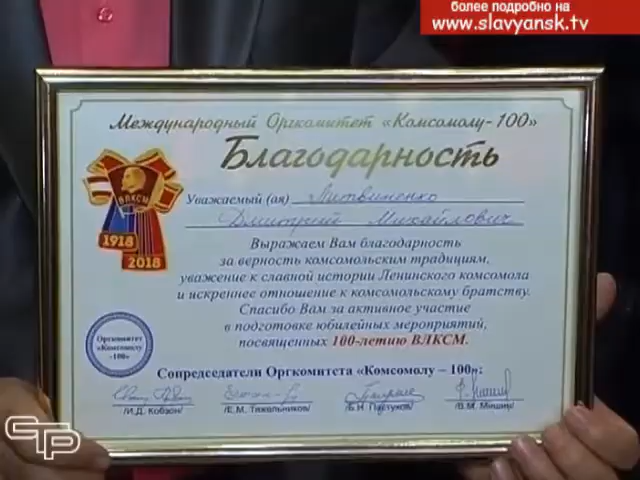 более подробно на
www.slavyansk.tv
Международный Оргкомитет «Комсомолу-100»
Благодарность
Уважаемый (ая) Литвиненко
Дмитрий Михайлович
Выражаем Вам благодарность
за верность комсомольским традициям,
уважение к славной истории Ленинского комсомола
и искреннее отношение к комсомольскому братству.
Спасибо Вам за активное участие
в подготовке юбилейных мероприятий,
посвященных 100-летию ВЛКСМ.
ВЛКСМ
1918
2018
Оргкомитет
«Комсомолу
-100»
Сопредседатели Оргкомитета «Комсомолу – 100»:
/И.Д. Кобзон/ /Е.М. Тяжельников/ /Б.Н. Пастухов/ /В.М. Мишин/
СТР